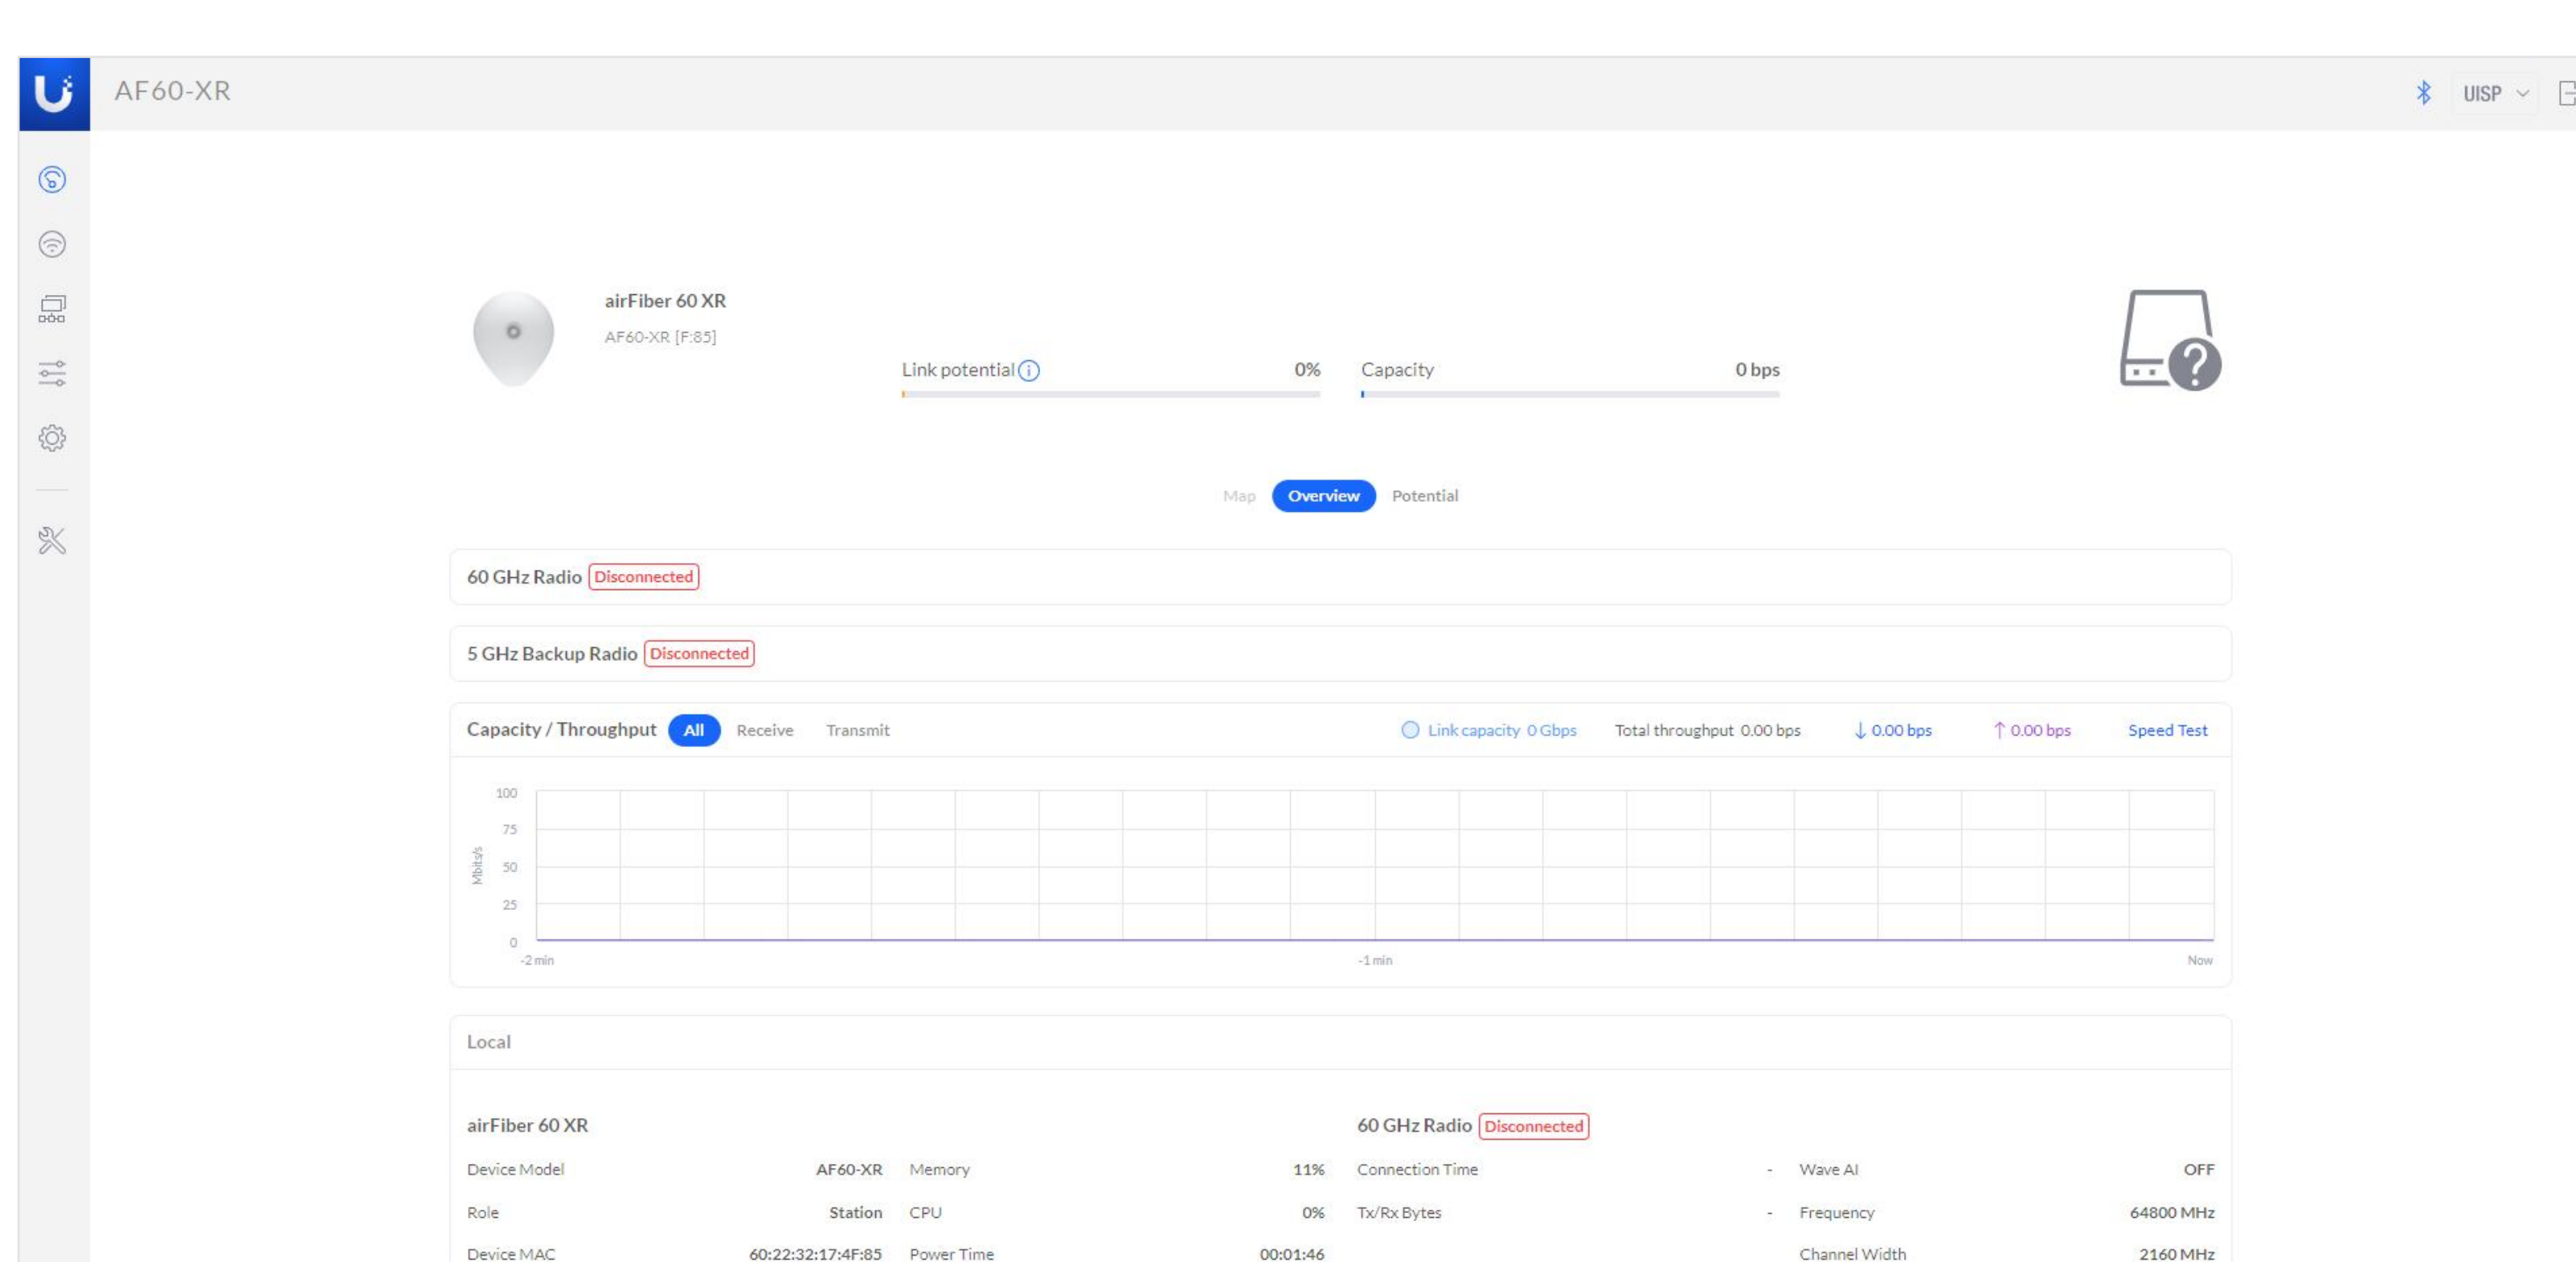 AF60-XR
UISP
airFiber 60 XR
AF60-XR [F:85]
Link potential 0% Capacity 0 bps
Map Overview Potential
60 GHz Radio Disconnected
5 GHz Backup Radio Disconnected
Capacity / Throughput All Receive Transmit Link capacity 0 Gbps Total throughput 0.00 bps ↓ 0.00 bps ↑ 0.00 bps Speed Test
100
75
50
25
0
Mbits/s
-2 min -1 min Now
Local
airFiber 60 XR 60 GHz Radio Disconnected
Device Model AF60-XR Memory 11% Connection Time - Wave AI OFF
Role Station CPU 0% Tx/Rx Bytes - Frequency 64800 MHz
Device MAC 60:22:32:17:4F:85 Power Time 00:01:46 Channel Width 2160 MHz